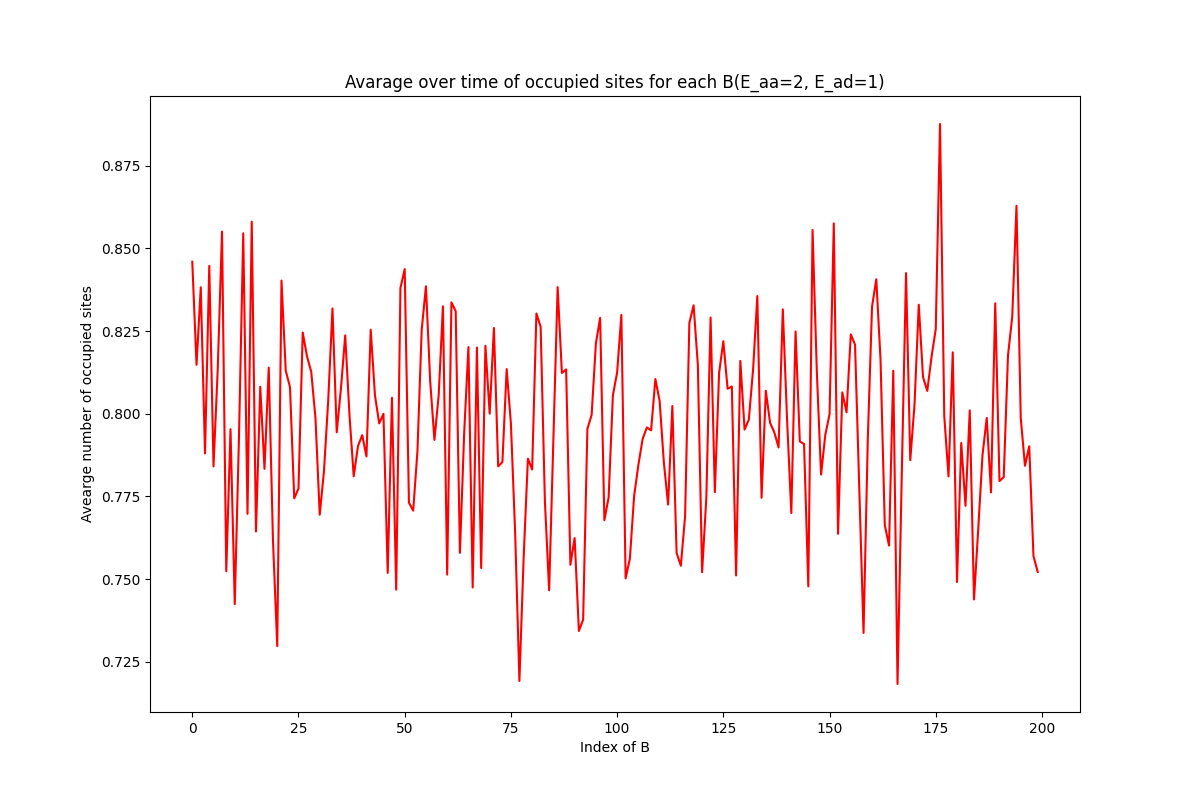 Avarage over time of occupied sites for each B(E_aa=2, E_ad=1)
0.875
0.850
0.825
0.800
0.775
0.750
0.725
Avearge number of occupied sites
0 25 50 75 100 125 150 175 200
Index of B